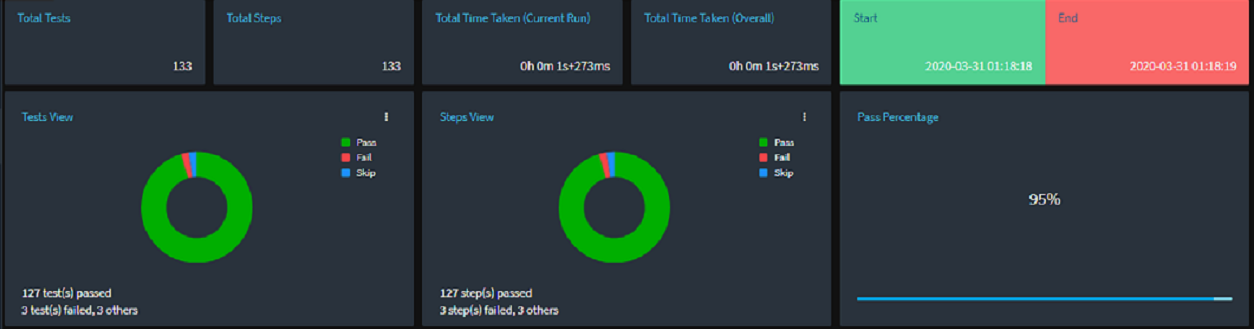 Total Tests
133
Total Steps
133
Total Time Taken (Current Run)
0h 0m 1s+273ms
Total Time Taken (Overall)
0h 0m 1s+273ms
Start
2020-03-31 01:18:18
End
2020-03-31 01:18:19
Tests View
Pass
Fail
Skip
127 test(s) passed
3 test(s) failed, 3 others
Steps View
Pass
Fail
Skip
127 step(s) passed
3 step(s) failed, 3 others
Pass Percentage
95%